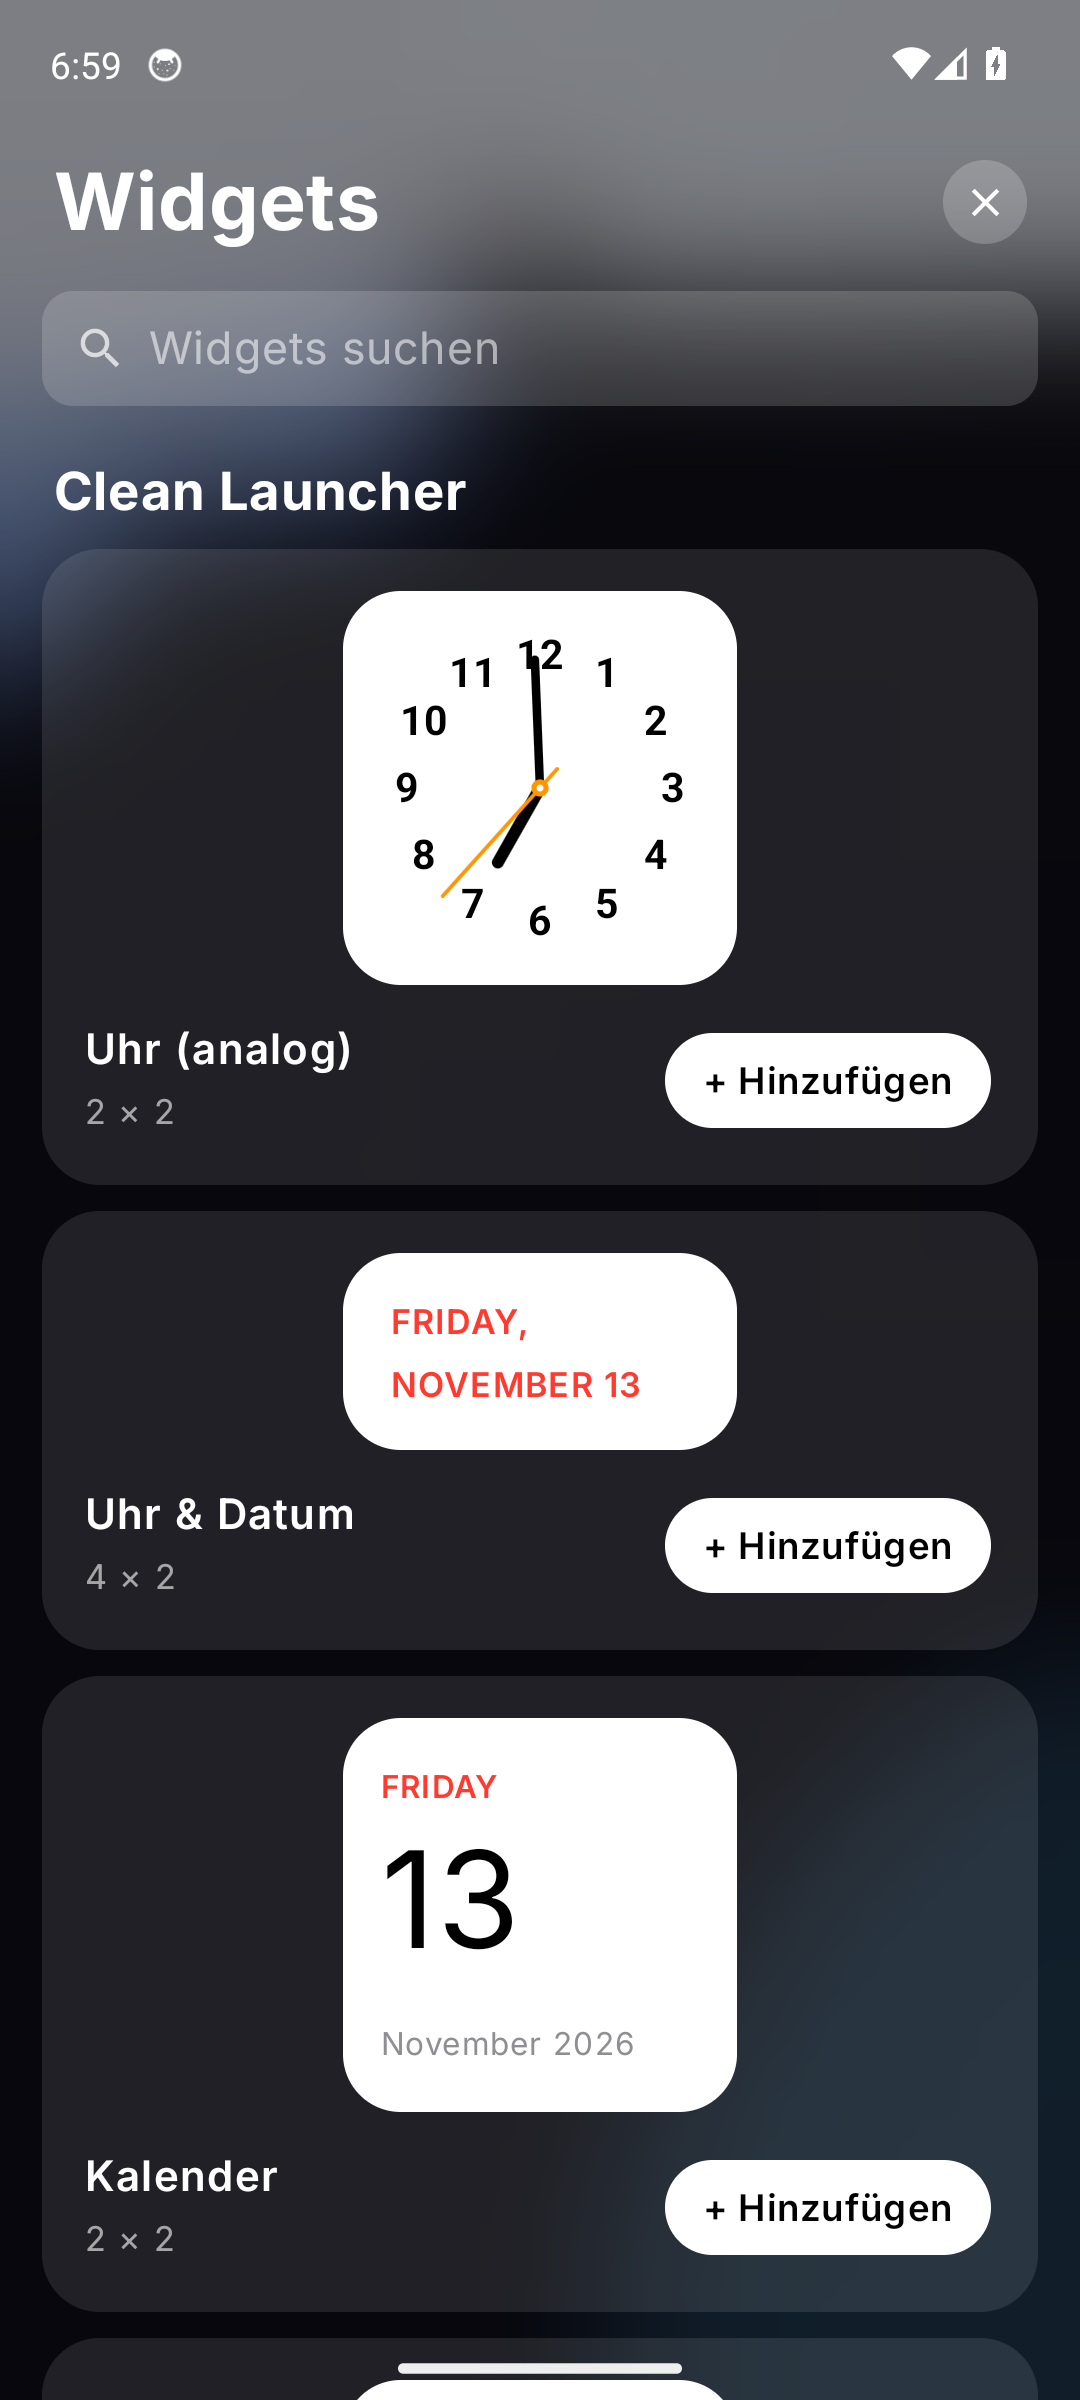 6:59
Widgets
Widgets suchen
Clean Launcher
12
11
1
10
2
9
3
8
4
7
5
6
Uhr (analog)
2 × 2
+ Hinzufügen
FRIDAY,
NOVEMBER 13
Uhr & Datum
4 × 2
+ Hinzufügen
FRIDAY
13
November 2026
Kalender
2 × 2
+ Hinzufügen